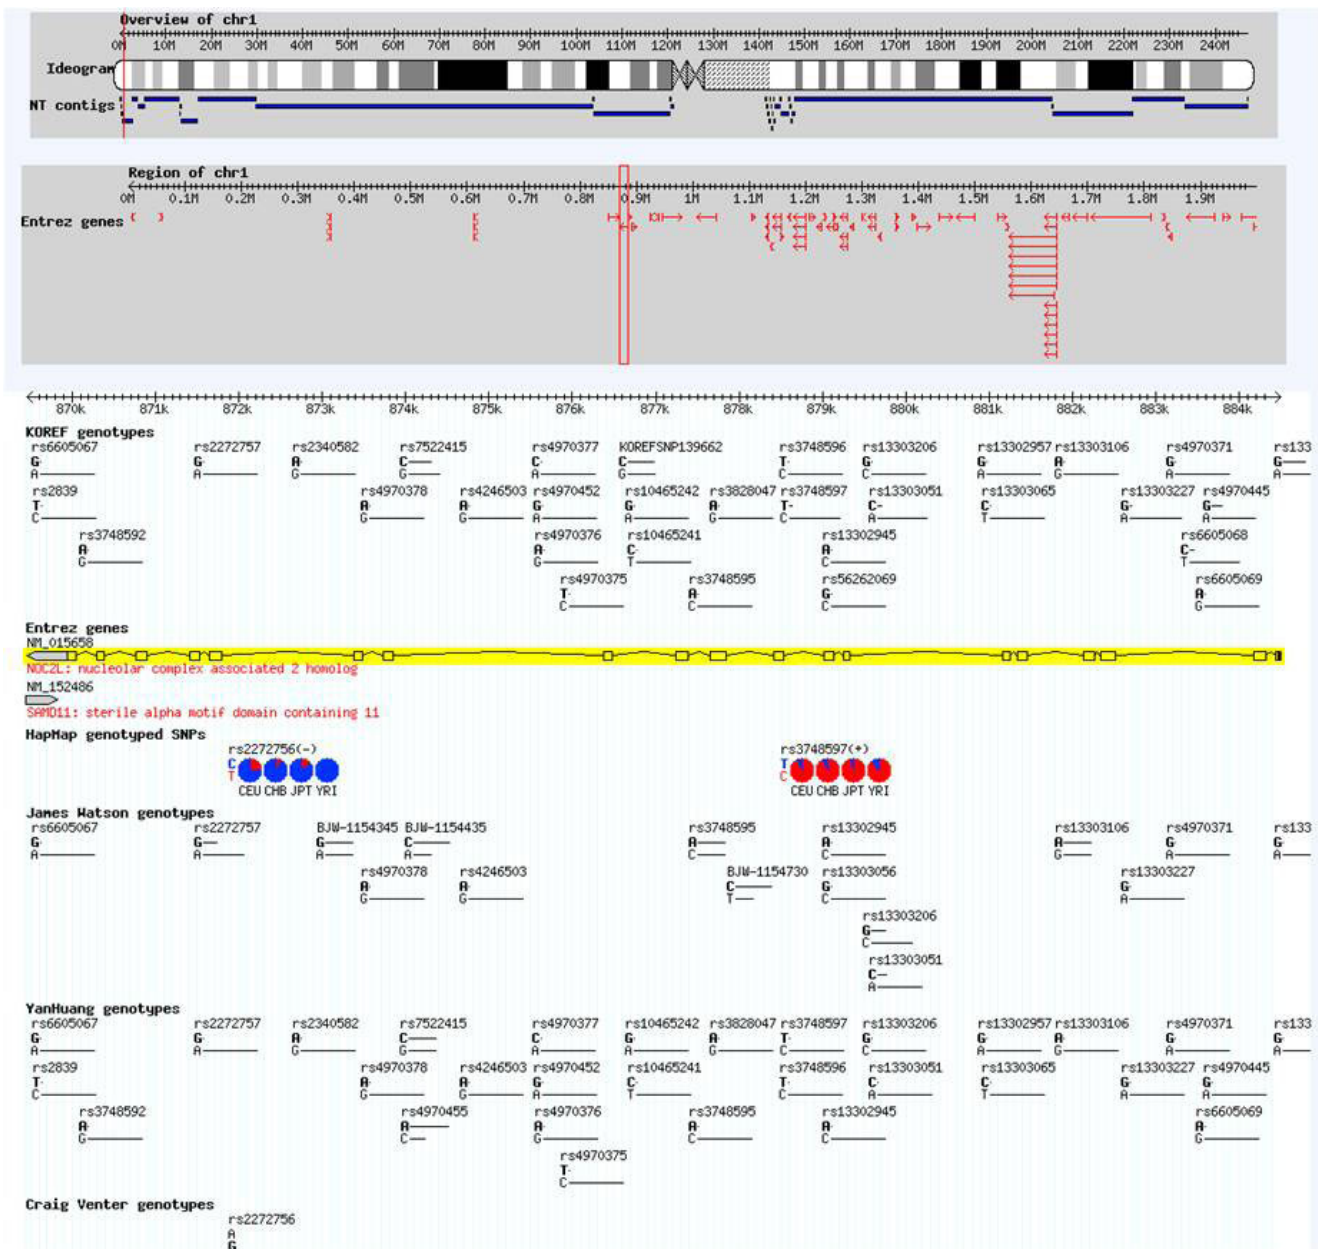 Overview of chr1
0M 10M 20M 30M 40M 50M 60M 70M 80M 90M 100M 110M 120M 130M 140M 150M 160M 170M 180M 190M 200M 210M 220M 230M 240M
Ideogram
NT contigs
Region of chr1
0M 0.1M 0.2M 0.3M 0.4M 0.5M 0.6M 0.7M 0.8M 0.9M 1M 1.1M 1.2M 1.3M 1.4M 1.5M 1.6M 1.7M 1.8M 1.9M
Entrez genes
870k 871k 872k 873k 874k 875k 876k 877k 878k 879k 880k 881k 882k 883k 884k
KOREF genotypes
rs6605067 rs2272757 rs2340582 rs7522415 rs4970377 KOREFSNP139662 rs3748596 rs13303206 rs13302957 rs13303106 rs4970371 rs133
G G A C C C T G G A G G
A A G G A G C C A G A A
rs2839 rs4970378 rs4246503 rs4970452 rs10465242 rs3828047 rs3748597 rs13303051 rs13303065 rs13303227 rs4970445
T A A G G A T C C G G
C G G A A G C A T A A
rs3748592 rs4970376 rs10465241 rs13302945 rs6605068
A A C A C
G G T C T
rs4970375 rs3748595 rs56262069 rs6605069
T A G A
C C C G
Entrez genes
NM_015658
NOC2L: nucleolar complex associated 2 homolog
NM_152486
SAMD11: sterile alpha motif domain containing 11
HapMap genotyped SNPs
rs2272756(-) rs3748597(+)
C T
T C
CEU CHB JPT YRI CEU CHB JPT YRI
James Watson genotypes
rs6605067 rs2272757 BJW-1154345 BJW-1154435 rs3748595 rs13302945 rs13303106 rs4970371 rs133
G G G C A A A G G
A A A A C C G A A
rs4970378 rs4246503 BJW-1154730 rs13303056 rs13303227
A A C G G
G G T C A
rs13303206
G
C
rs13303051
C
A
YanHuang genotypes
rs6605067 rs2272757 rs2340582 rs7522415 rs4970377 rs10465242 rs3828047 rs3748597 rs13303206 rs13302957 rs13303106 rs4970371 rs133
G G A C C G A T G G A G G
A A G G A A G C C A G A A
rs2839 rs4970378 rs4246503 rs4970452 rs10465241 rs3748596 rs13303051 rs13303065 rs13303227 rs4970445
T A A G C T C C G G
C G G A T C A T A A
rs3748592 rs4970455 rs4970376 rs3748595 rs13302945 rs6605069
A A A A A A
G C G C C G
rs4970375
T
C
Craig Venter genotypes
rs2272756
A
G